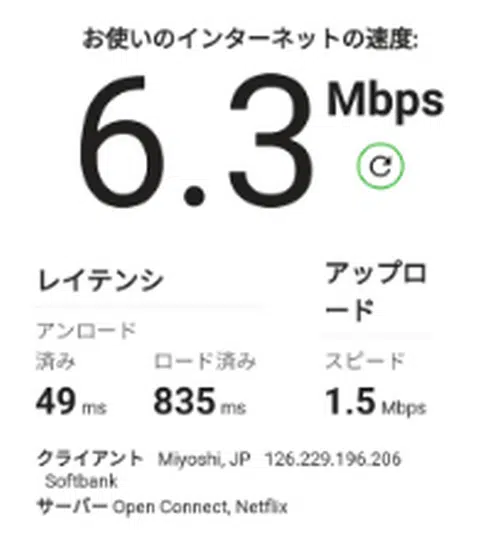 お使いのインターネットの速度:
6.3 Mbps
レイテンシ
アップロ
ード
アンロード
済み
ロード済み
スピード
49 ms
835 ms
1.5 Mbps
クライアント Miyoshi, JP 126.229.196.206
Softbank
サーバー Open Connect, Netflix